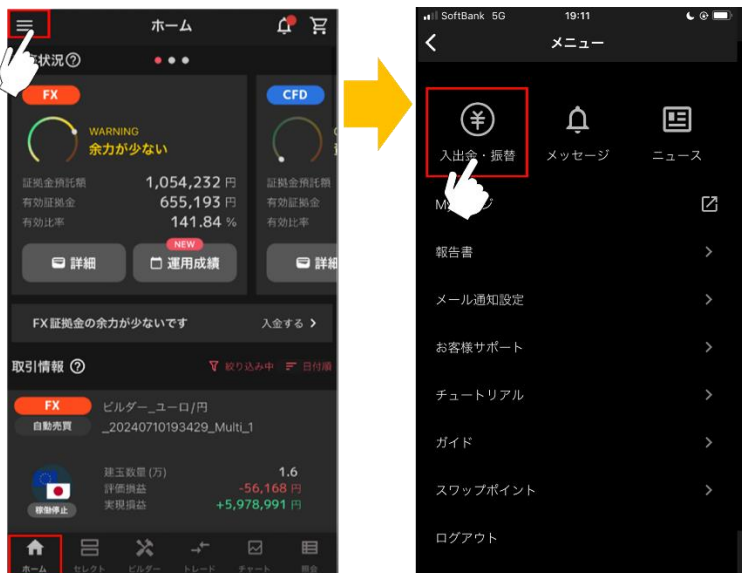 ホーム
状況?
FX
WARNING
余力が少ない
証拠金預託額 1,054,232 円
有効証拠金 655,193 円
有効比率 141.84 %
詳細
NEW
運用成績
CFD
証拠金預託額
有効証拠金
有効比率
詳細
FX証拠金の余力が少ないです 入金する
取引情報 ?
絞り込み中 日付順
FX
自動売買
ビルダー_ユーロ/円
_20240710193429_Multi_1
建玉数量(万) 1.6
評価損益 -56,168 円
実現損益 +5,978,991 円
稼働停止
ホーム セレクト ビルダー トレード チャート 照会
SoftBank 5G 19:11
メニュー
¥
入出金・振替 メッセージ ニュース
報告書
メール通知設定
お客様サポート
チュートリアル
ガイド
スワップポイント
ログアウト